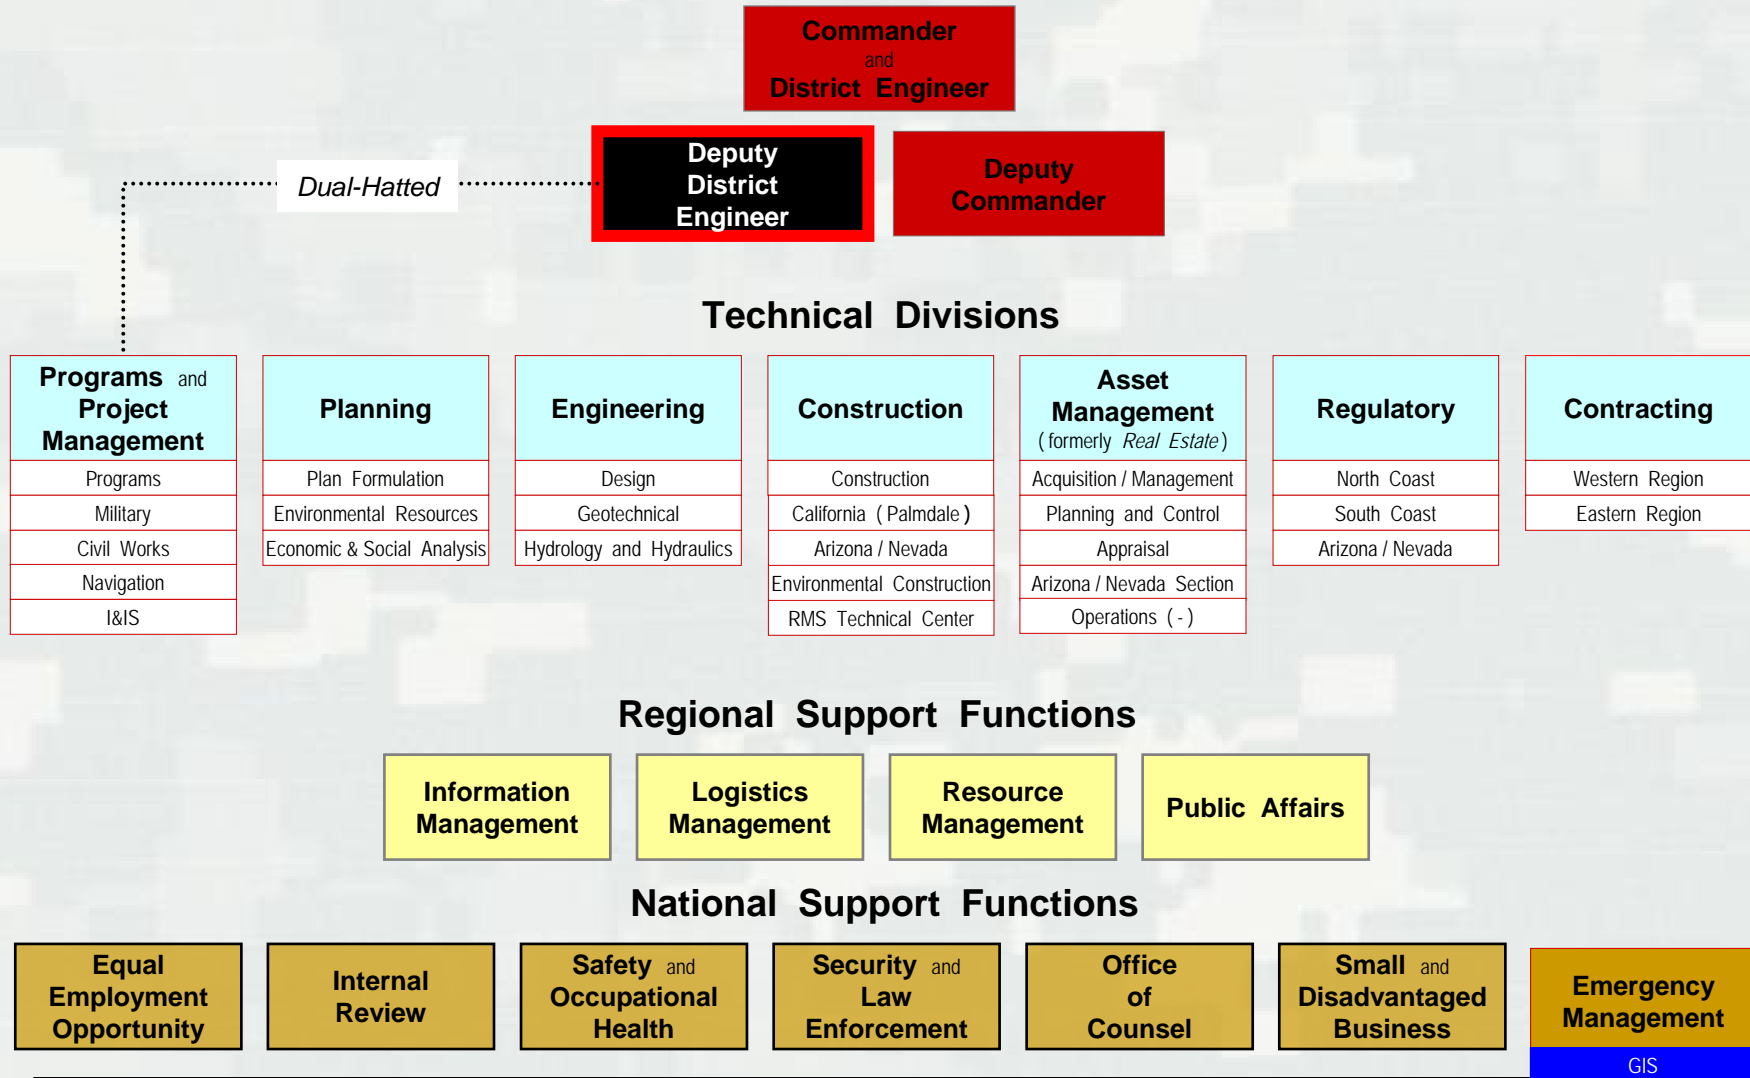 Commander
and
District Engineer
Deputy
District
Engineer
Deputy
Commander
Dual-Hatted
Technical Divisions
Programs and
Project
Management
Programs
Military
Civil Works
Navigation
I&IS
Planning
Plan Formulation
Environmental Resources
Economic & Social Analysis
Engineering
Design
Geotechnical
Hydrology and Hydraulics
Construction
Construction
California (Palmdale)
Arizona / Nevada
Environmental Construction
RMS Technical Center
Asset
Management
(formerly Real Estate)
Acquisition / Management
Planning and Control
Appraisal
Arizona / Nevada Section
Operations (-)
Regulatory
North Coast
South Coast
Arizona / Nevada
Contracting
Western Region
Eastern Region
Regional Support Functions
Information
Management
Logistics
Management
Resource
Management
Public Affairs
National Support Functions
Equal
Employment
Opportunity
Internal
Review
Safety and
Occupational
Health
Security and
Law
Enforcement
Office
of
Counsel
Small and
Disadvantaged
Business
Emergency
Management
GIS